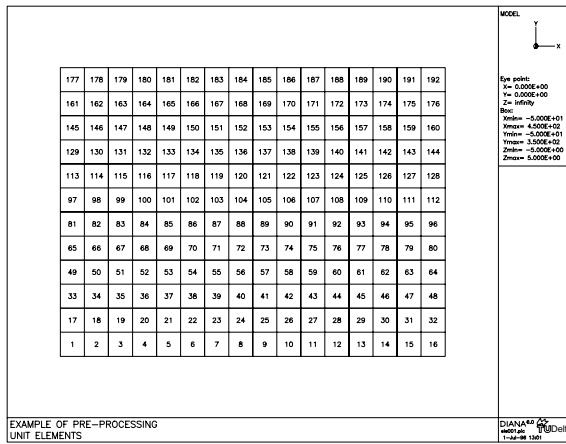 MODEL
Y
X
Eye point:
X= 0.000E+00
Y= 0.000E+00
Z= infinity
Box:
Xmin= -5.000E+01
Xmax= 4.500E+02
Ymin= -5.000E+01
Ymax= 3.500E+02
Zmin= -5.000E+00
Zmax= 5.000E+00
177 178 179 180 181 182 183 184 185 186 187 188 189 190 191 192
161 162 163 164 165 166 167 168 169 170 171 172 173 174 175 176
145 146 147 148 149 150 151 152 153 154 155 156 157 158 159 160
129 130 131 132 133 134 135 136 137 138 139 140 141 142 143 144
113 114 115 116 117 118 119 120 121 122 123 124 125 126 127 128
97 98 99 100 101 102 103 104 105 106 107 108 109 110 111 112
81 82 83 84 85 86 87 88 89 90 91 92 93 94 95 96
65 66 67 68 69 70 71 72 73 74 75 76 77 78 79 80
49 50 51 52 53 54 55 56 57 58 59 60 61 62 63 64
33 34 35 36 37 38 39 40 41 42 43 44 45 46 47 48
17 18 19 20 21 22 23 24 25 26 27 28 29 30 31 32
1 2 3 4 5 6 7 8 9 10 11 12 13 14 15 16
EXAMPLE OF PRE-PROCESSING
UNIT ELEMENTS
DIANA 6.0
ele001.pic
TUDelft
1-Jul-96 13:01